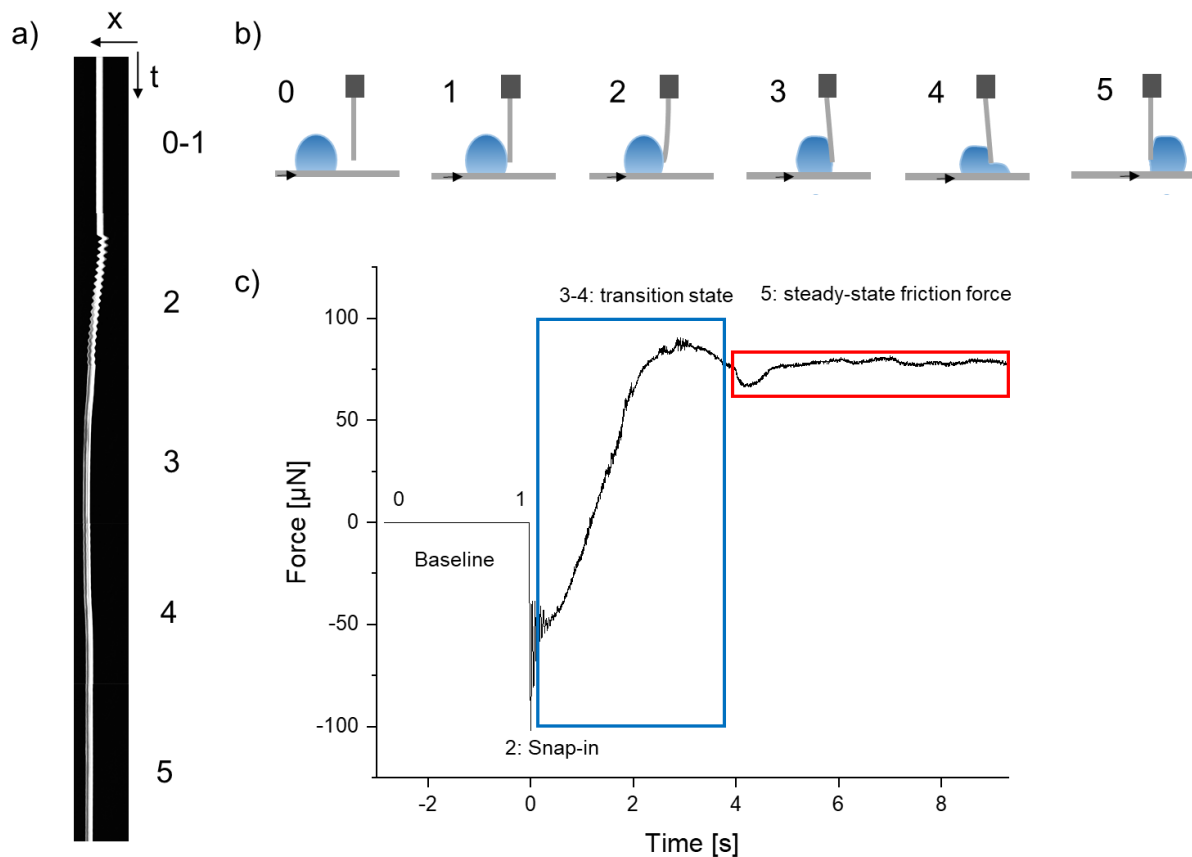 a)
x
t
0-1
2
3
4
5
b)
0
1
2
3
4
5
c)
3-4: transition state
5: steady-state friction force
100
50
0
-50
-100
Force [µN]
0
1
Baseline
2: Snap-in
-2
0
2
4
6
8
Time [s]